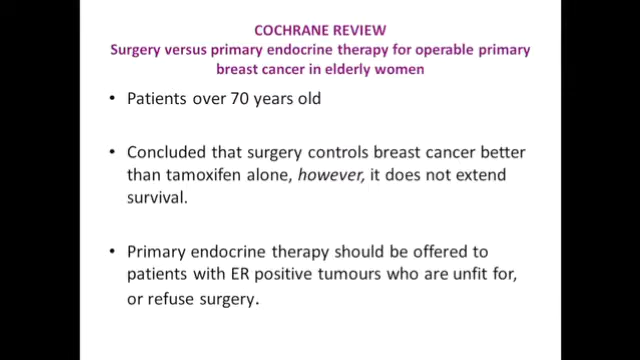 COCHRANE REVIEW
Surgery versus primary endocrine therapy for operable primary
breast cancer in elderly women
• Patients over 70 years old
• Concluded that surgery controls breast cancer better
than tamoxifen alone, however, it does not extend
survival.
• Primary endocrine therapy should be offered to
patients with ER positive tumours who are unfit for,
or refuse surgery.